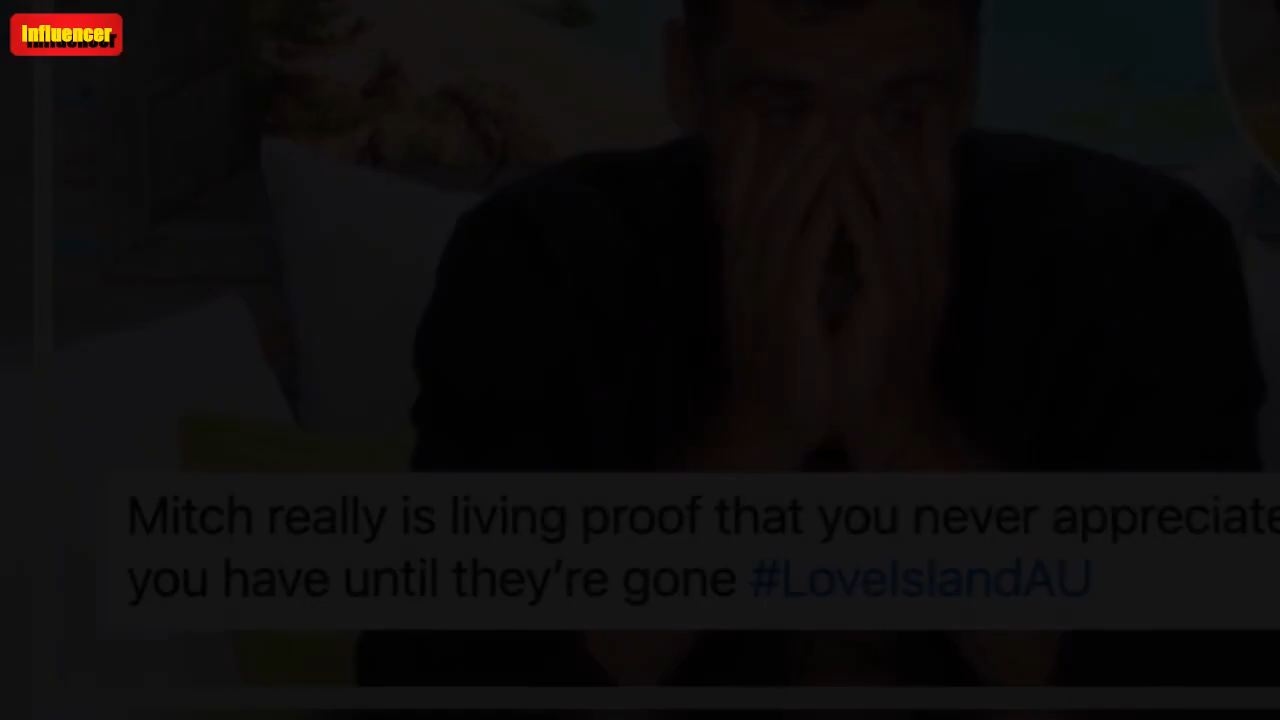 Influencer
Mitch really is living proof that you never appreciate
you have until they're gone #LoveIslandAU